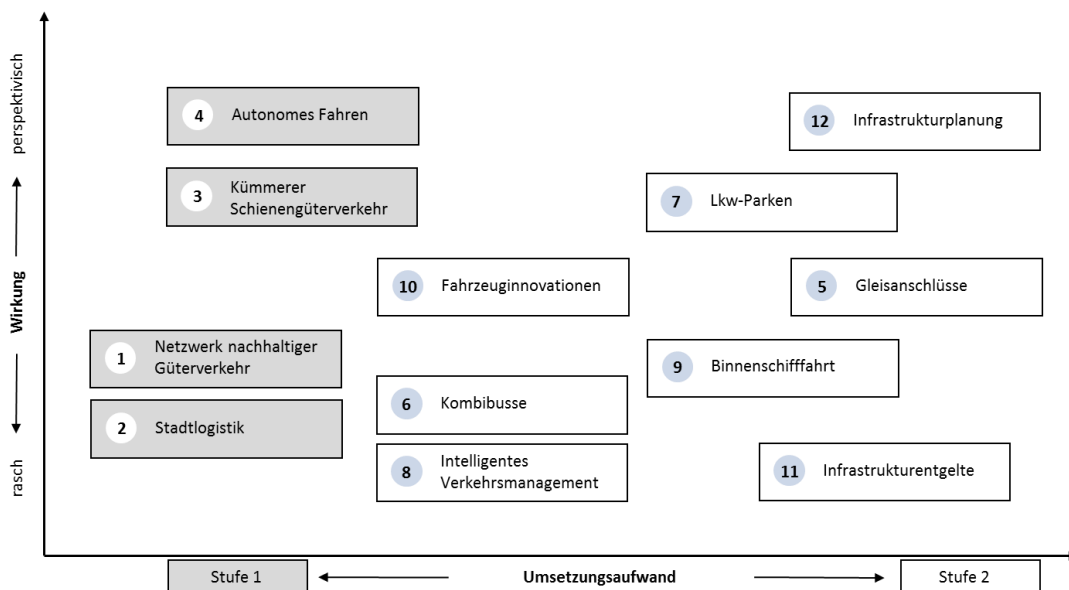 perspektivisch
Wirkung
rasch
4 Autonomes Fahren
12 Infrastrukturplanung
3 Kümmerer
Schienengüterverkehr
7 Lkw-Parken
10 Fahrzeuginnovationen
5 Gleisanschlüsse
1 Netzwerk nachhaltiger
Güterverkehr
9 Binnenschifffahrt
6 Kombibusse
2 Stadtlogistik
8 Intelligentes
Verkehrsmanagement
11 Infrastrukturentgelte
Stufe 1
Umsetzungsaufwand
Stufe 2